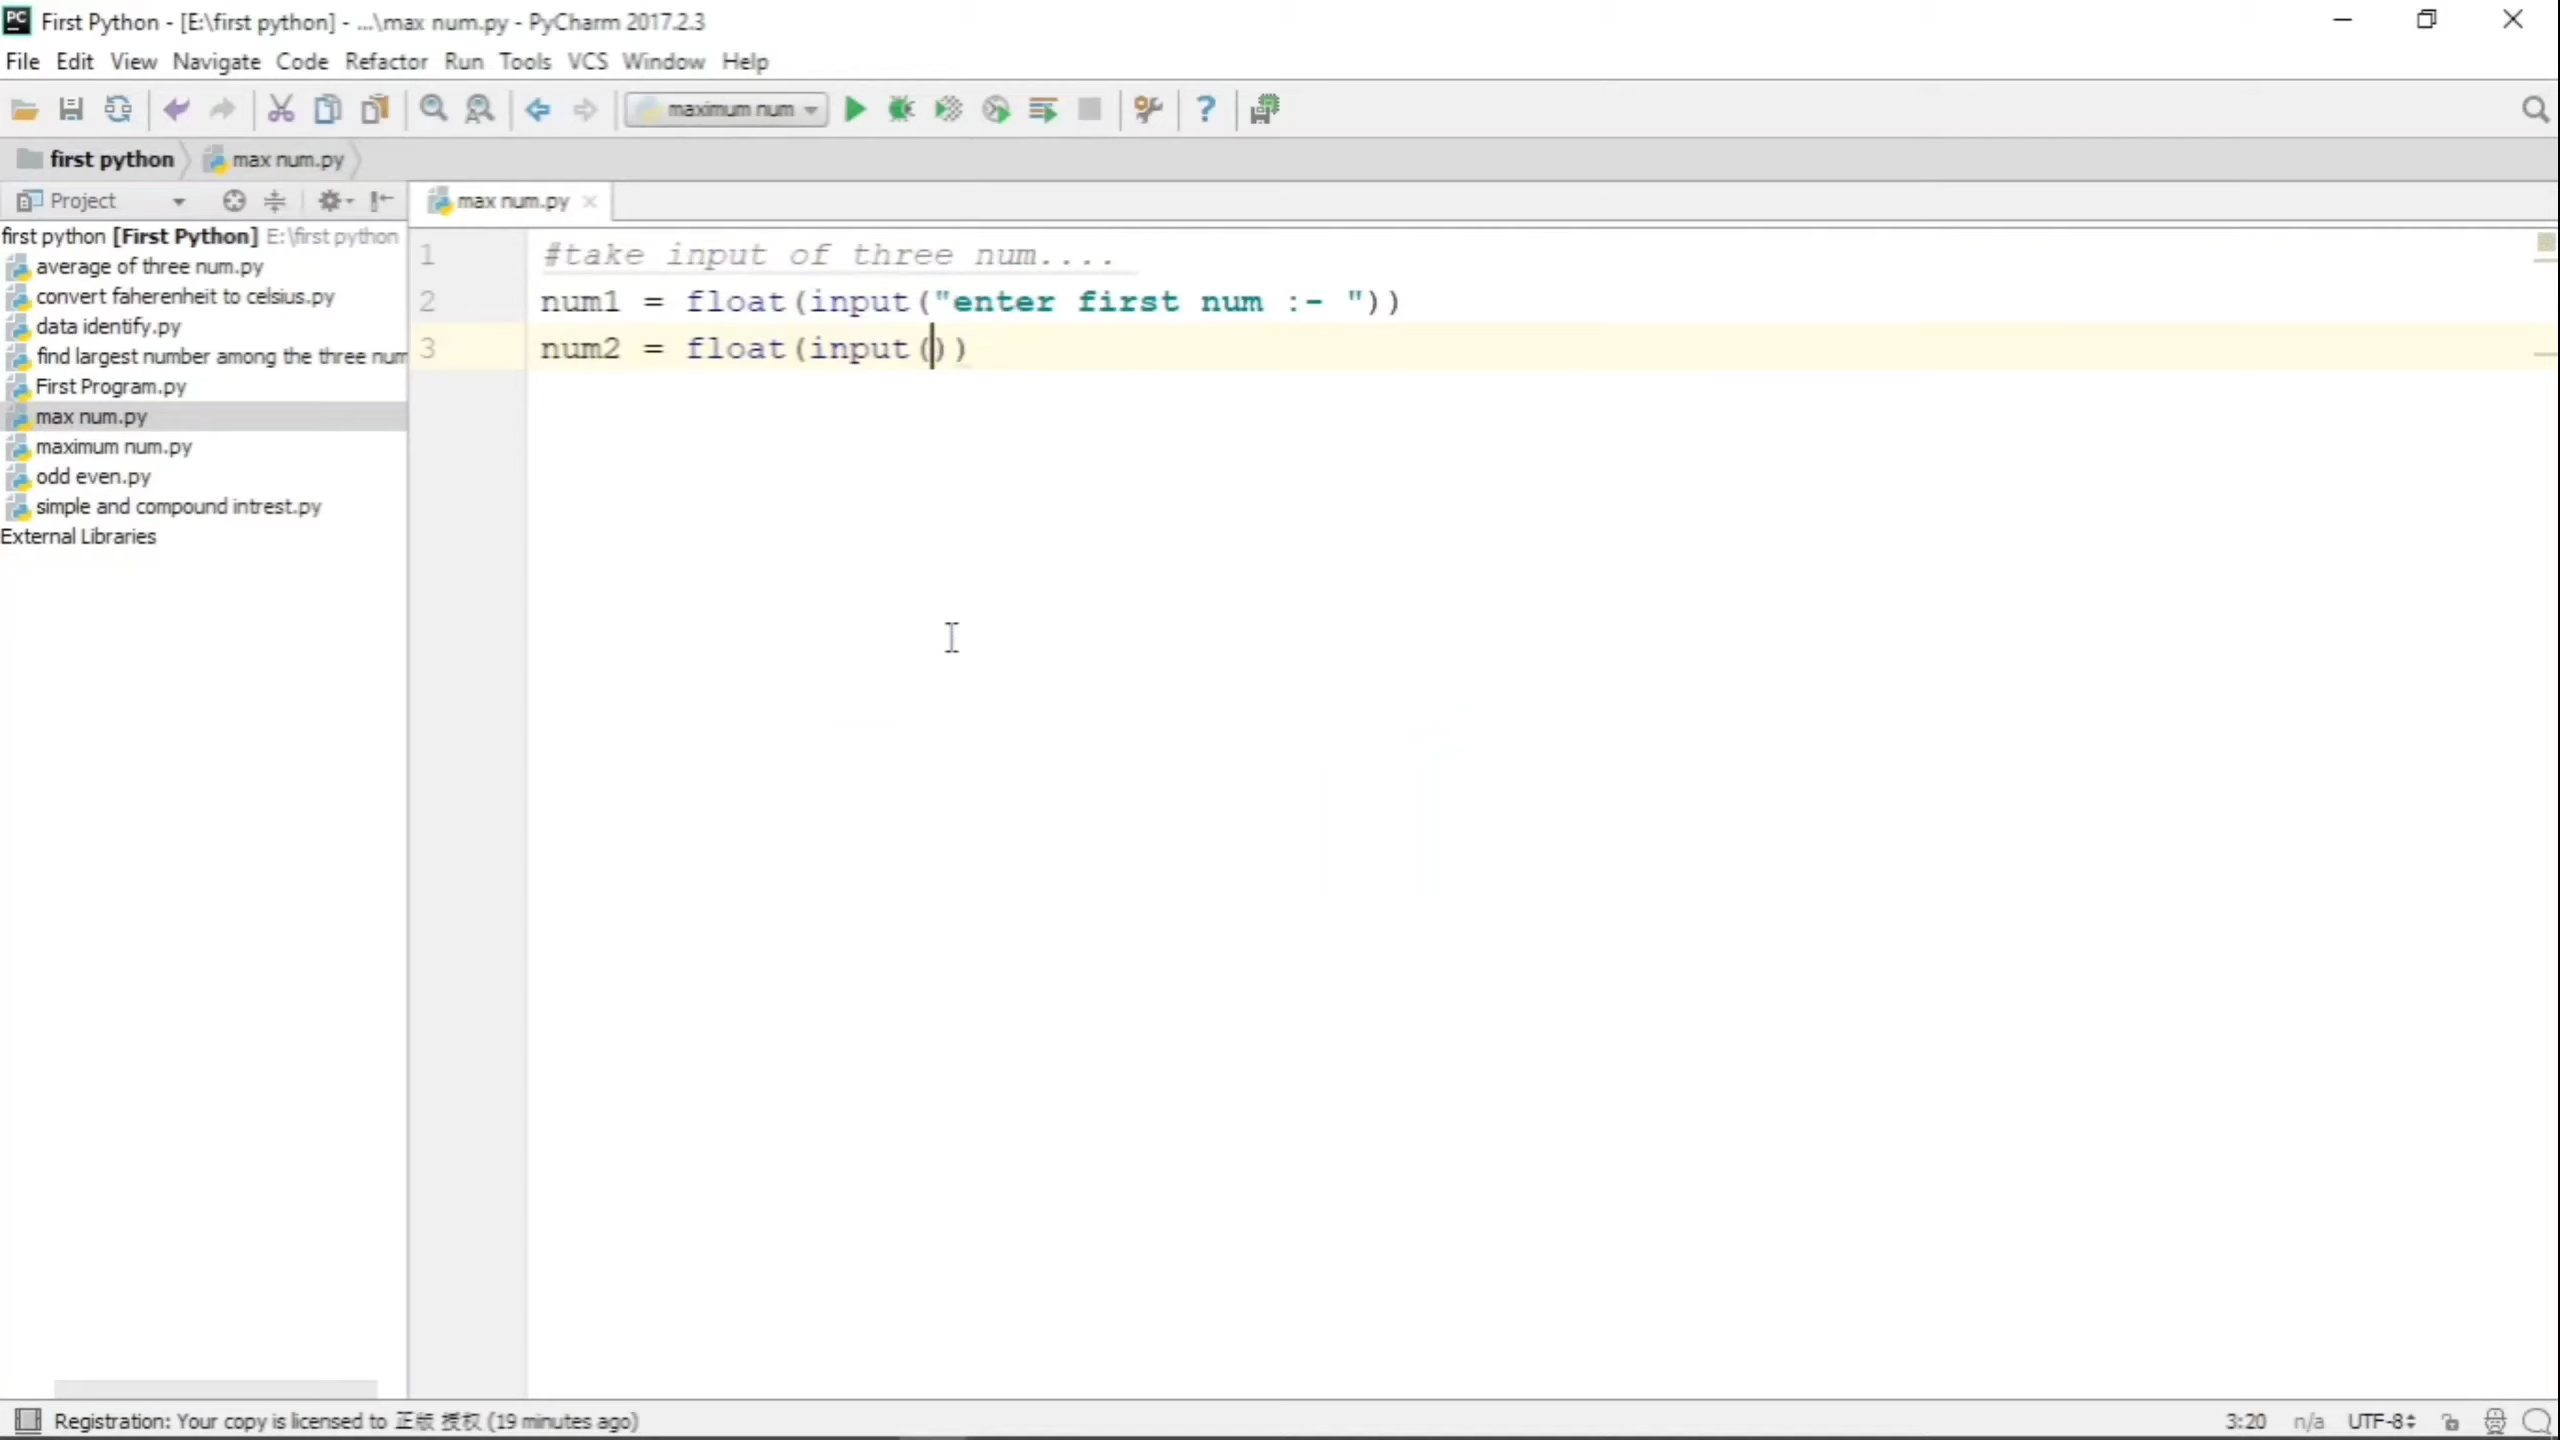 First Python - [E:\first python] - ...\max num.py - PyCharm 2017.2.3
File Edit View Navigate Code Refactor Run Tools VCS Window Help
maximum num
first python max num.py
Project
max num.py
first python [First Python] E:\first python
average of three num.py
convert faherenheit to celsius.py
data identify.py
find largest number among the three num
First Program.py
max num.py
maximum num.py
odd even.py
simple and compound intrest.py
External Libraries
1 #take input of three num....
2 num1 = float(input("enter first num :- "))
3 num2 = float(input())
Registration: Your copy is licensed to 正版 授权 (19 minutes ago)
3:20 n/a UTF-8